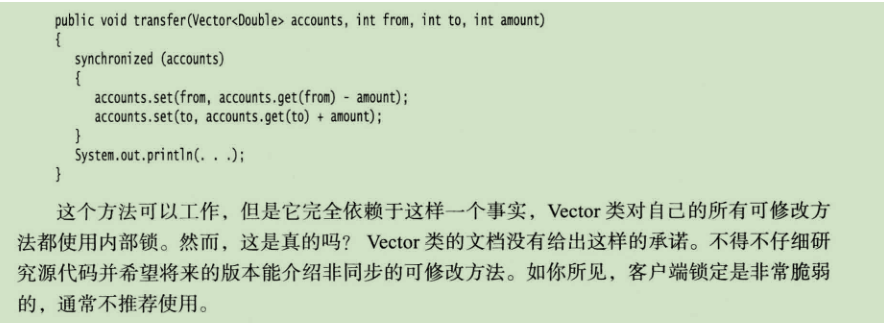 public void transfer(Vector<Double> accounts, int from, int to, int amount)
{
synchronized (accounts)
{
accounts.set(from, accounts.get(from) - amount);
accounts.set(to, accounts.get(to) + amount);
}
System.out.println(. . .);
}
这个方法可以工作，但是它完全依赖于这样一个事实，Vector 类对自己的所有可修改方
法都使用内部锁。然而，这是真的吗？ Vector 类的文档没有给出这样的承诺。不得不仔细研
究源代码并希望将来的版本能介绍非同步的可修改方法。如你所见，客户端锁定是非常脆弱
的，通常不推荐使用。